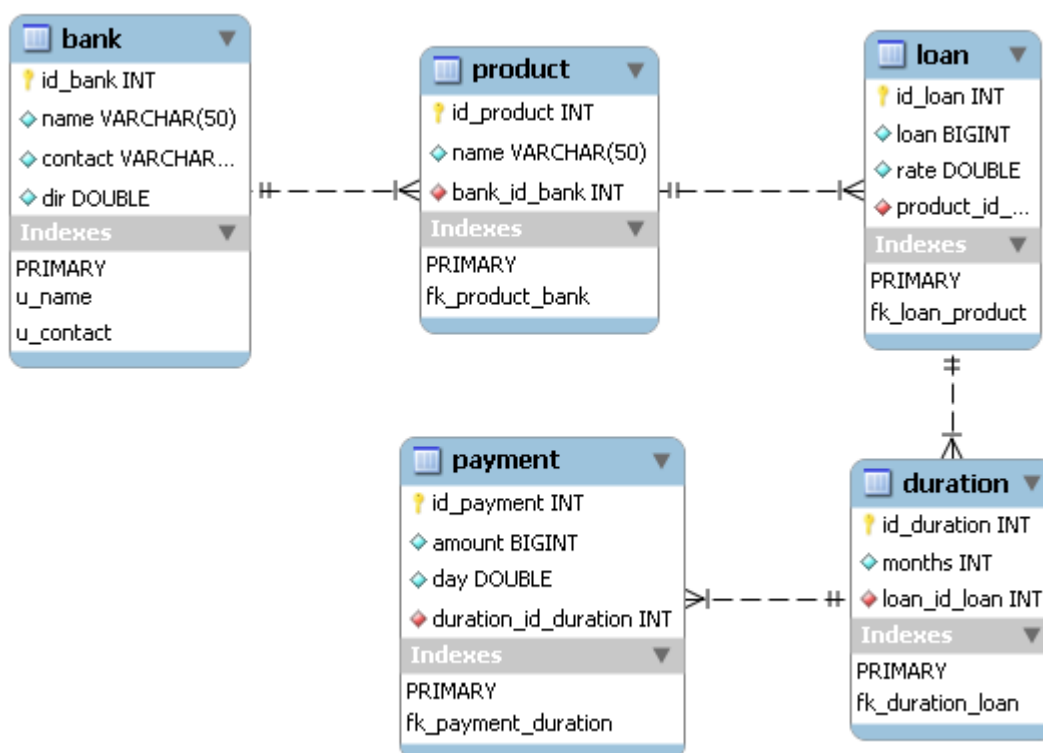 bank
id_bank INT
name VARCHAR(50)
contact VARCHAR...
dir DOUBLE
Indexes
PRIMARY
u_name
u_contact
product
id_product INT
name VARCHAR(50)
bank_id_bank INT
Indexes
PRIMARY
fk_product_bank
loan
id_loan INT
loan BIGINT
rate DOUBLE
product_id_...
Indexes
PRIMARY
fk_loan_product
payment
id_payment INT
amount BIGINT
day DOUBLE
duration_id_duration INT
Indexes
PRIMARY
fk_payment_duration
duration
id_duration INT
months INT
loan_id_loan INT
Indexes
PRIMARY
fk_duration_loan